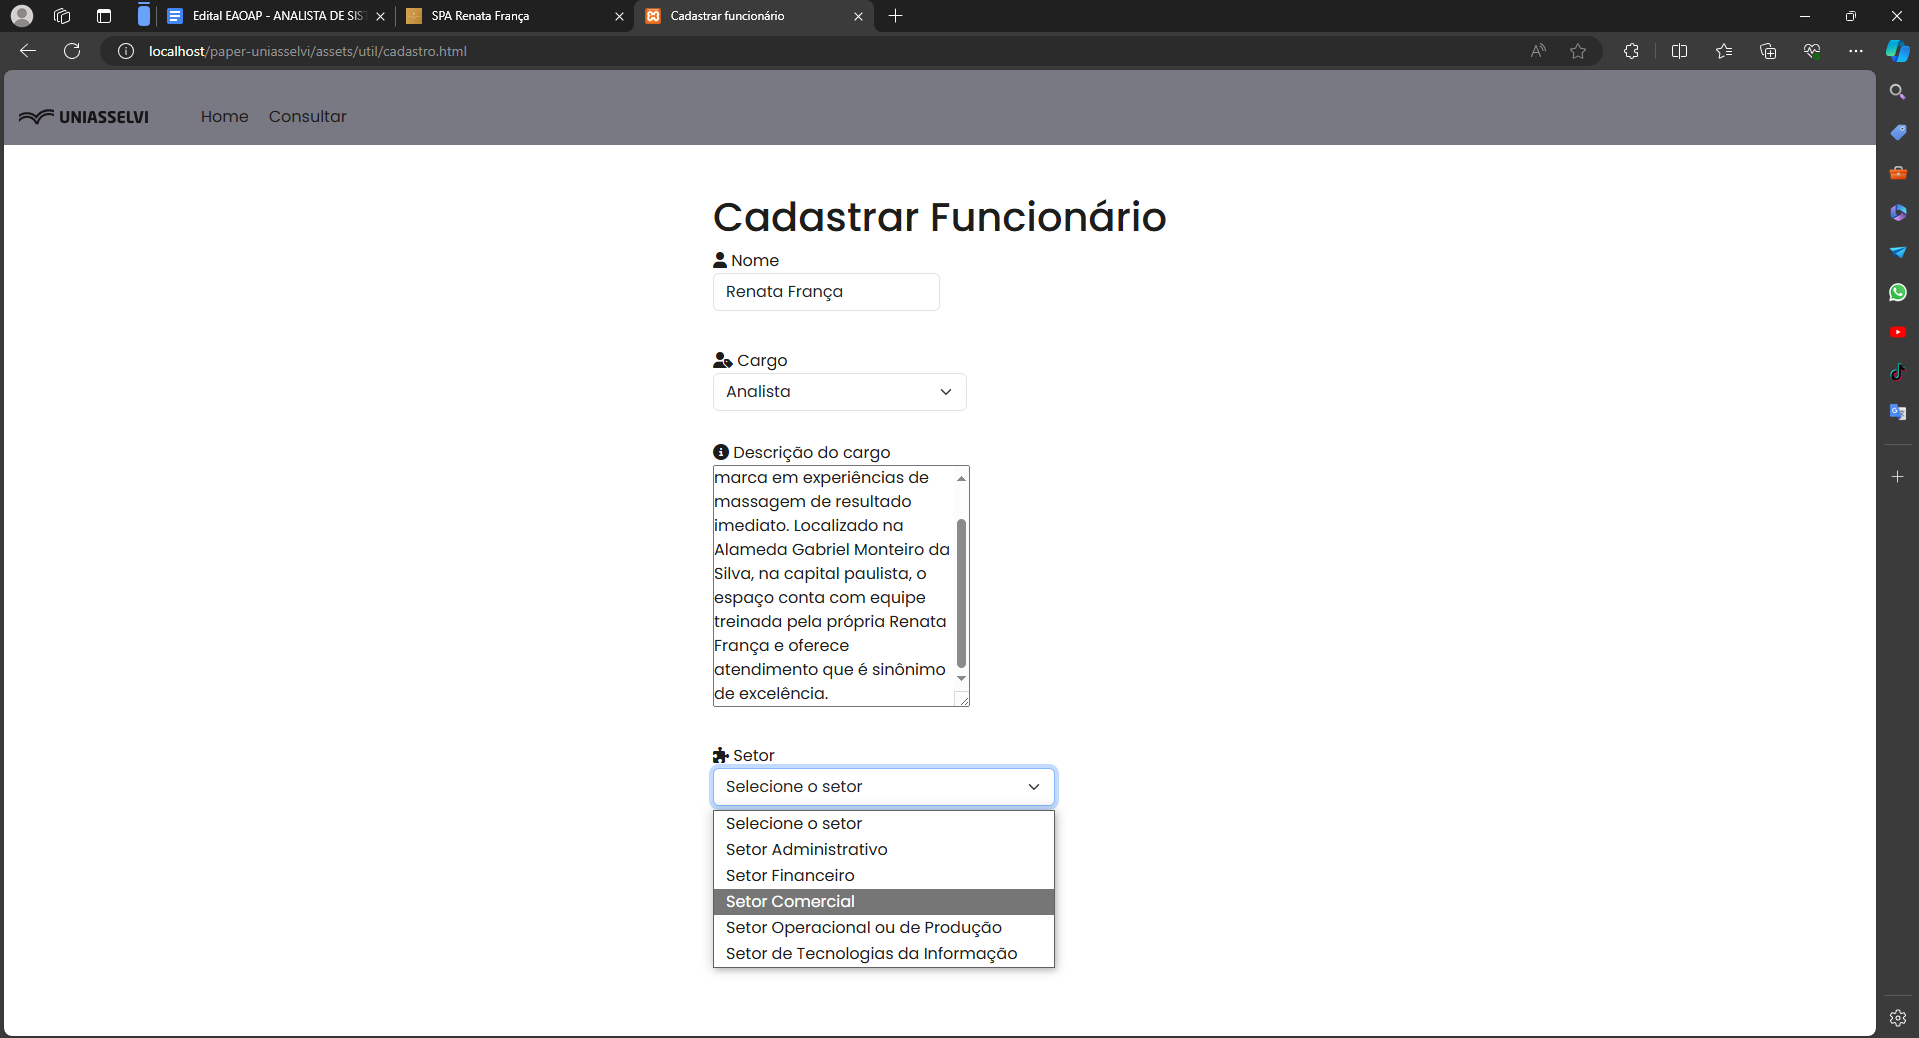 Edital EAOAP - ANALISTA DE SIS
SPA Renata França
Cadastrar funcionário
localhost/paper-uniasselvi/assets/util/cadastro.html
UNIASSELVI
Home
Consultar
Cadastrar Funcionário
Nome
Renata França
Cargo
Analista
Descrição do cargo
marca em experiências de
massagem de resultado
imediato. Localizado na
Alameda Gabriel Monteiro da
Silva, na capital paulista, o
espaço conta com equipe
treinada pela própria Renata
França e oferece
atendimento que é sinônimo
de excelência.
Setor
Selecione o setor
Selecione o setor
Setor Administrativo
Setor Financeiro
Setor Comercial
Setor Operacional ou de Produção
Setor de Tecnologias da Informação